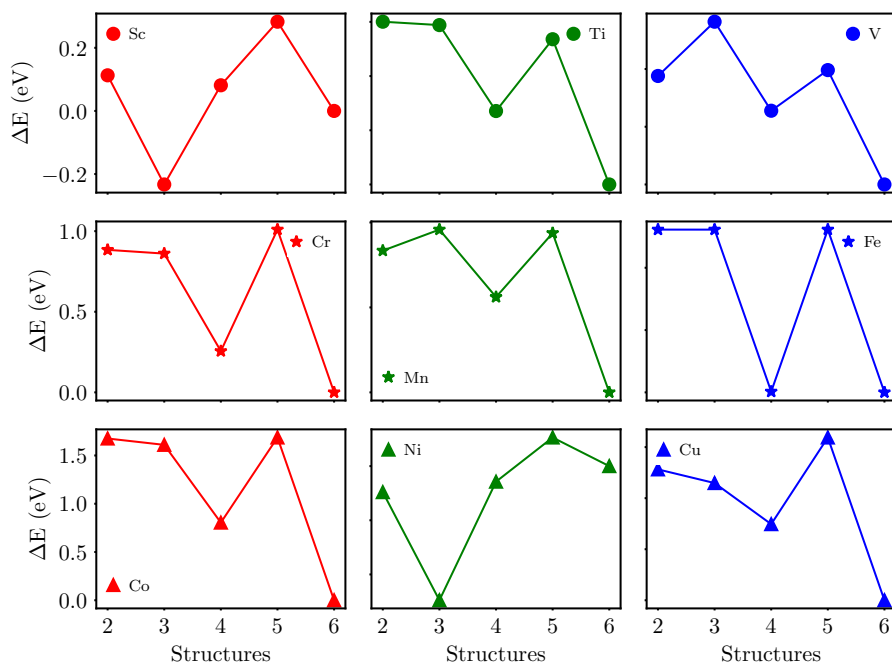 ΔE (eV)
0.2
0.0
−0.2
Sc
Ti
V
ΔE (eV)
1.0
0.5
0.0
Cr
Mn
Fe
ΔE (eV)
1.5
1.0
0.5
0.0
Co
Ni
Cu
2 3 4 5 6
2 3 4 5 6
2 3 4 5 6
Structures
Structures
Structures